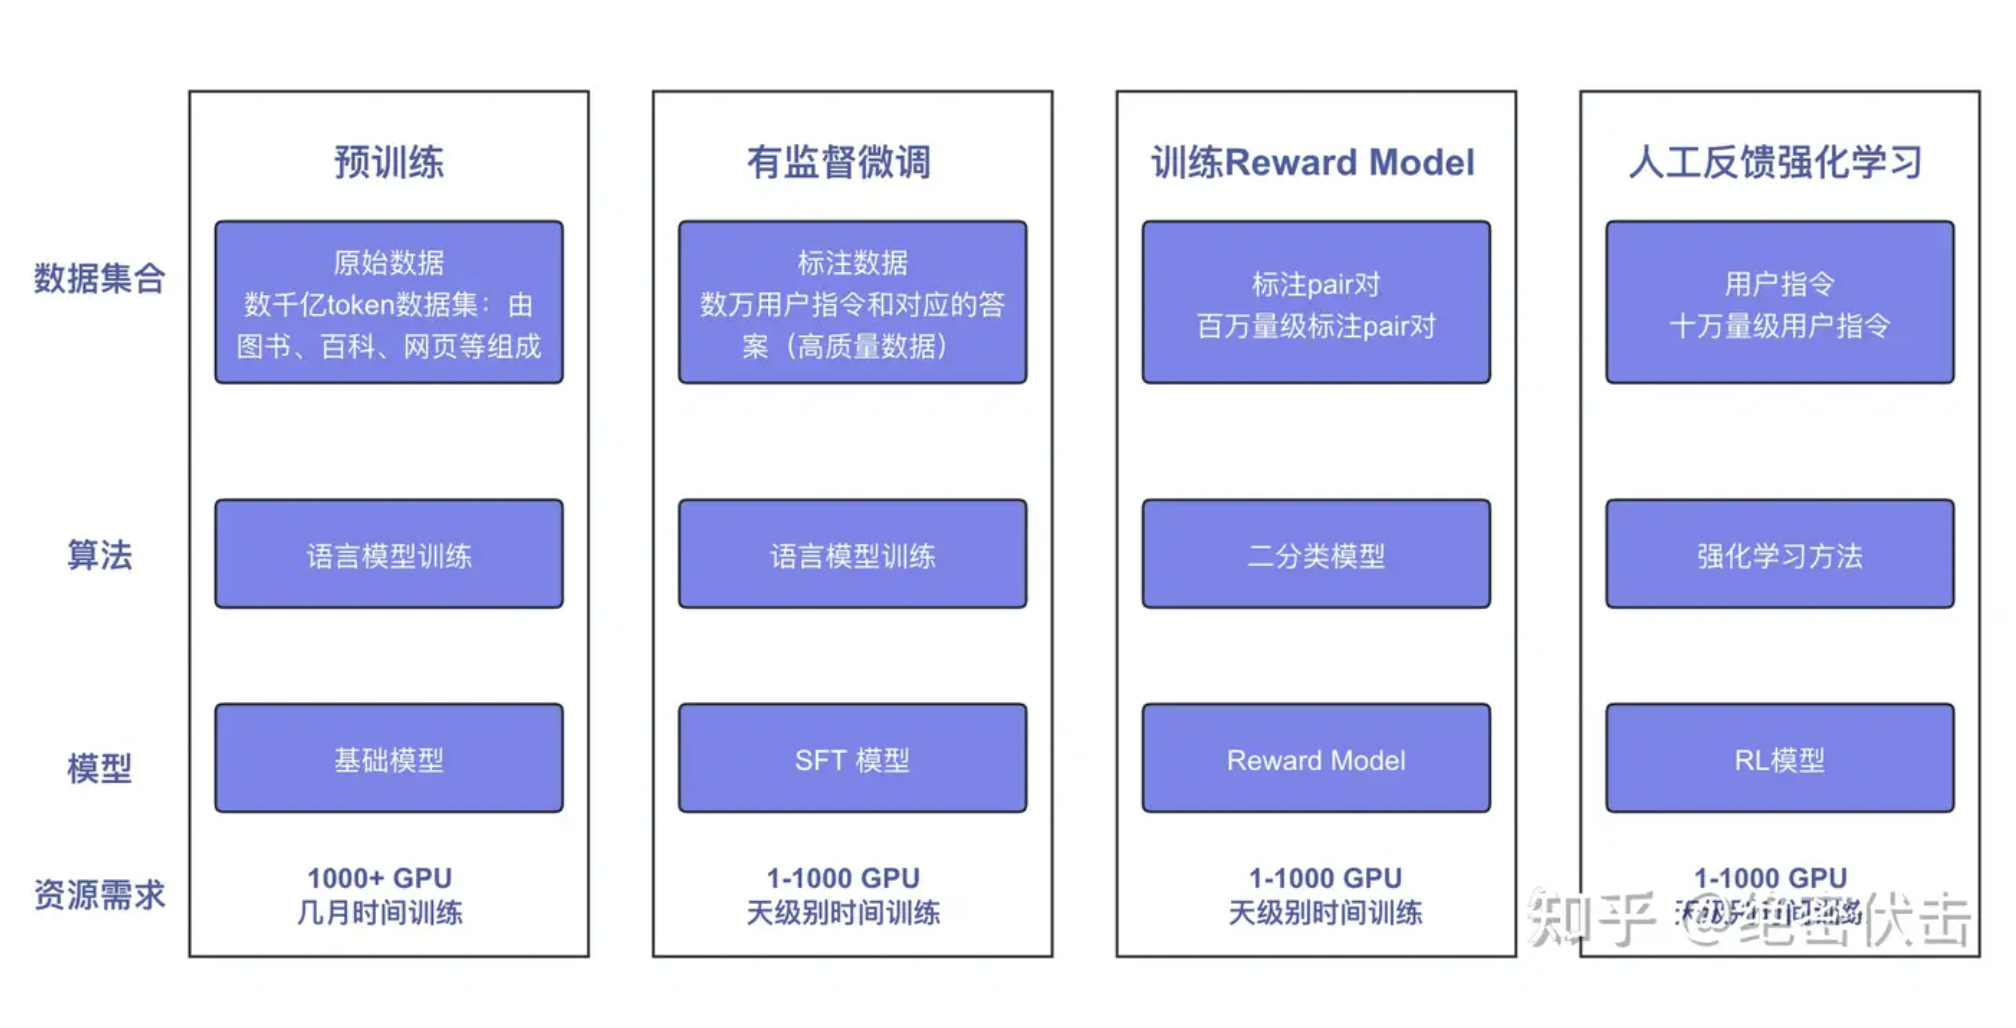 预训练
有监督微调
训练Reward Model
人工反馈强化学习
数据集合
原始数据
数千亿token数据集：由
图书、百科、网页等组成
标注数据
数万用户指令和对应的答
案（高质量数据）
标注pair对
百万量级标注pair对
用户指令
十万量级用户指令
算法
语言模型训练
语言模型训练
二分类模型
强化学习方法
模型
基础模型
SFT 模型
Reward Model
RL模型
资源需求
1000+ GPU
几月时间训练
1-1000 GPU
天级别时间训练
1-1000 GPU
天级别时间训练
1-1000 GPU
天级别时间训练
知乎 @绝密伏击